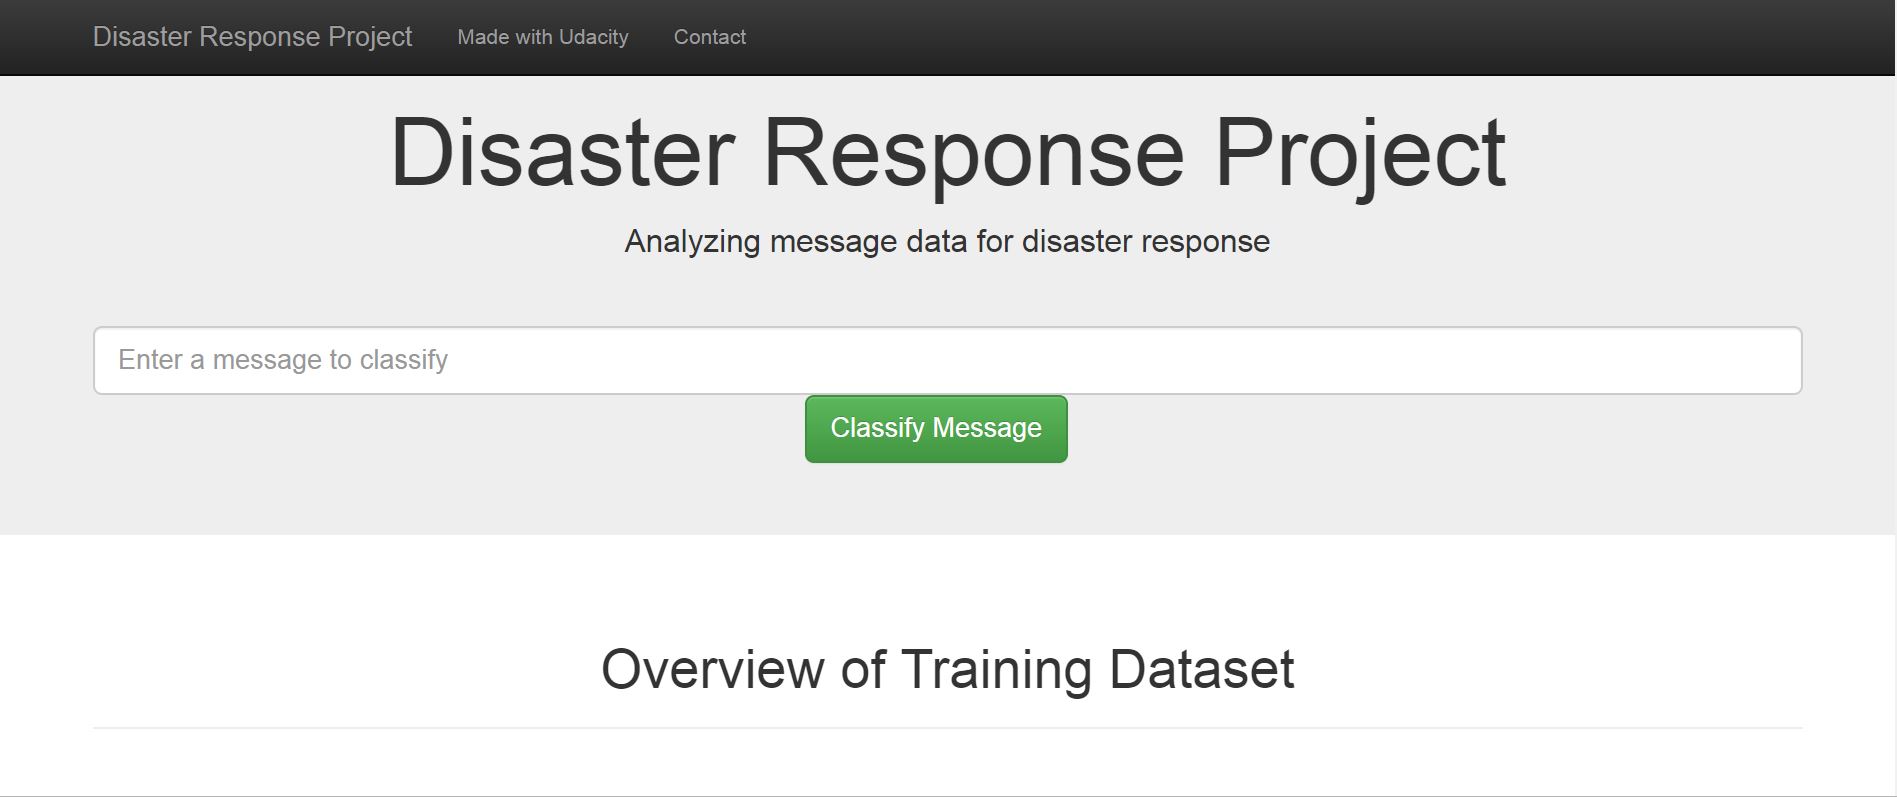 Disaster Response Project Made with Udacity Contact
Disaster Response Project
Analyzing message data for disaster response
Enter a message to classify
Classify Message
Overview of Training Dataset